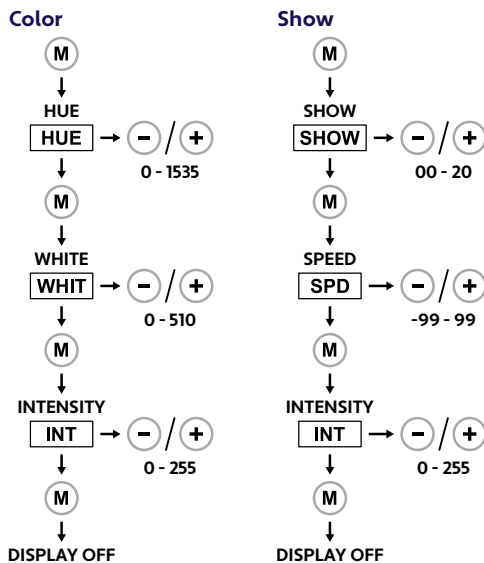 Color
M
HUE
HUE
− / +
0 - 1535
M
WHITE
WHIT
− / +
0 - 510
M
INTENSITY
INT
− / +
0 - 255
M
DISPLAY OFF
Show
M
SHOW
SHOW
− / +
00 - 20
M
SPEED
SPD
− / +
-99 - 99
M
INTENSITY
INT
− / +
0 - 255
M
DISPLAY OFF